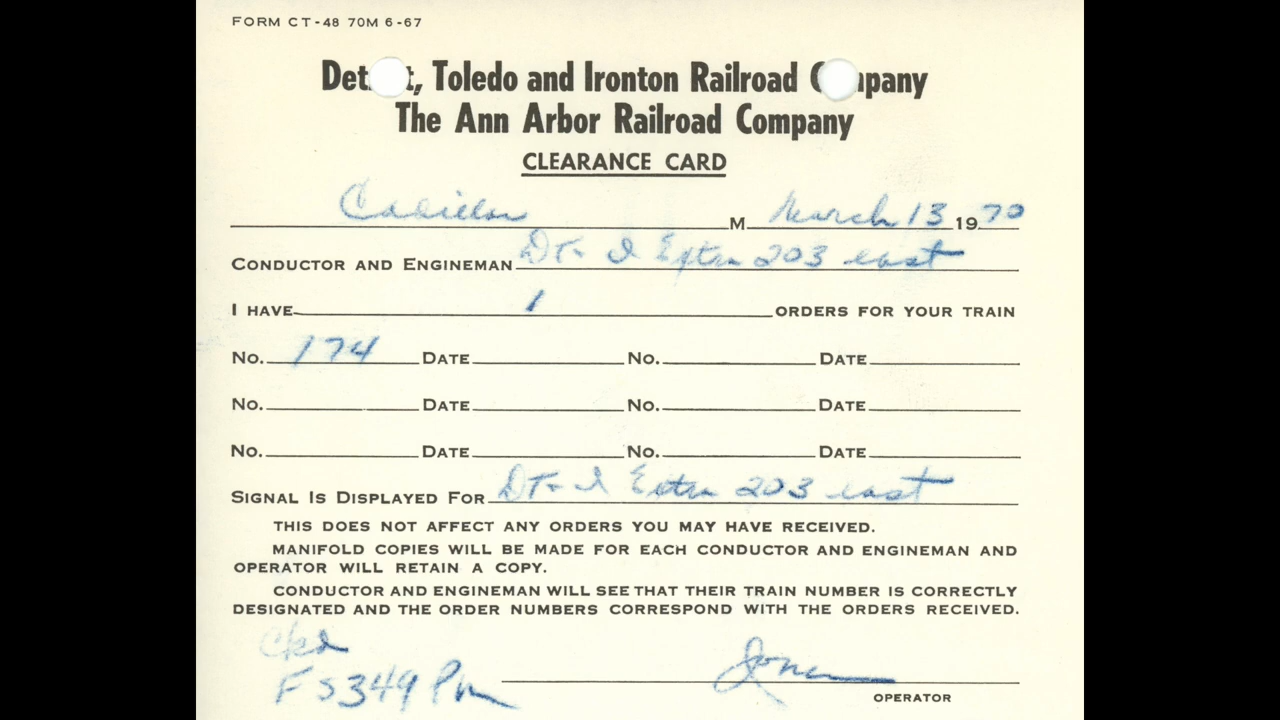 FORM CT-48 70M 6-67
Detroit, Toledo and Ironton Railroad Company
The Ann Arbor Railroad Company
CLEARANCE CARD
Cadillac M March 13 1970
CONDUCTOR AND ENGINEMAN DT & I Extra 203 east
I HAVE 1 ORDERS FOR YOUR TRAIN
No. 174 DATE No. DATE
No. DATE No. DATE
No. DATE No. DATE
SIGNAL IS DISPLAYED FOR DT & I Extra 203 east
THIS DOES NOT AFFECT ANY ORDERS YOU MAY HAVE RECEIVED.
MANIFOLD COPIES WILL BE MADE FOR EACH CONDUCTOR AND ENGINEMAN AND
OPERATOR WILL RETAIN A COPY.
CONDUCTOR AND ENGINEMAN WILL SEE THAT THEIR TRAIN NUMBER IS CORRECTLY
DESIGNATED AND THE ORDER NUMBERS CORRESPOND WITH THE ORDERS RECEIVED.
Ckd
FS 349 Pm Jones
OPERATOR